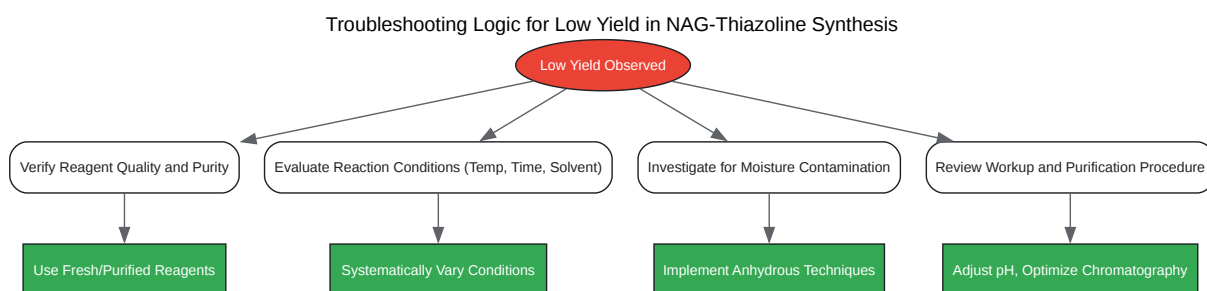 Troubleshooting Logic for Low Yield in NAG-Thiazoline Synthesis
Low Yield Observed
Verify Reagent Quality and Purity
Evaluate Reaction Conditions (Temp, Time, Solvent)
Investigate for Moisture Contamination
Review Workup and Purification Procedure
Use Fresh/Purified Reagents
Systematically Vary Conditions
Implement Anhydrous Techniques
Adjust pH, Optimize Chromatography